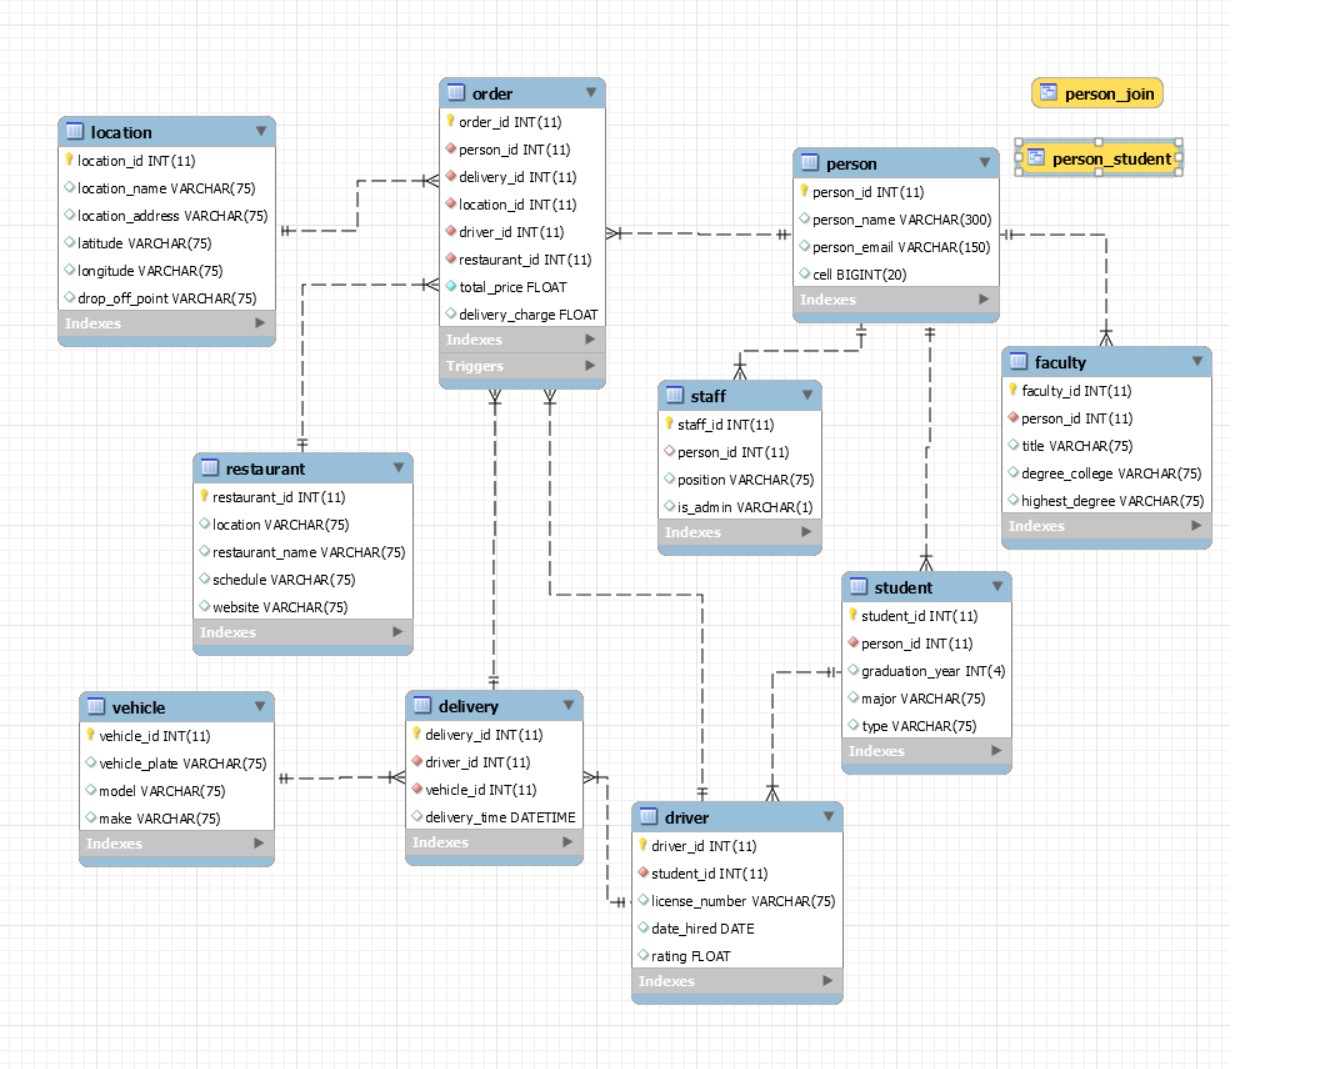 order
order_id INT(11)
person_id INT(11)
delivery_id INT(11)
location_id INT(11)
driver_id INT(11)
restaurant_id INT(11)
total_price FLOAT
delivery_charge FLOAT
Indexes
Triggers
person_join
person_student
location
location_id INT(11)
location_name VARCHAR(75)
location_address VARCHAR(75)
latitude VARCHAR(75)
longitude VARCHAR(75)
drop_off_point VARCHAR(75)
Indexes
person
person_id INT(11)
person_name VARCHAR(300)
person_email VARCHAR(150)
cell BIGINT(20)
Indexes
faculty
faculty_id INT(11)
person_id INT(11)
title VARCHAR(75)
degree_college VARCHAR(75)
highest_degree VARCHAR(75)
Indexes
staff
staff_id INT(11)
person_id INT(11)
position VARCHAR(75)
is_admin VARCHAR(1)
Indexes
restaurant
restaurant_id INT(11)
location VARCHAR(75)
restaurant_name VARCHAR(75)
schedule VARCHAR(75)
website VARCHAR(75)
Indexes
student
student_id INT(11)
person_id INT(11)
graduation_year INT(4)
major VARCHAR(75)
type VARCHAR(75)
Indexes
vehicle
vehicle_id INT(11)
vehicle_plate VARCHAR(75)
model VARCHAR(75)
make VARCHAR(75)
Indexes
delivery
delivery_id INT(11)
driver_id INT(11)
vehicle_id INT(11)
delivery_time DATETIME
Indexes
driver
driver_id INT(11)
student_id INT(11)
license_number VARCHAR(75)
date_hired DATE
rating FLOAT
Indexes